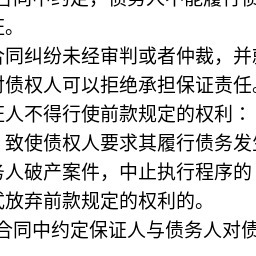 合同中约定，债务人不能履行债
任。
合同纠纷未经审判或者仲裁，并
对债权人可以拒绝承担保证责任
证人不得行使前款规定的权利：
，致使债权人要求其履行债务发
务人破产案件，中止执行程序的
式放弃前款规定的权利的。
合同中约定保证人与债务人对债